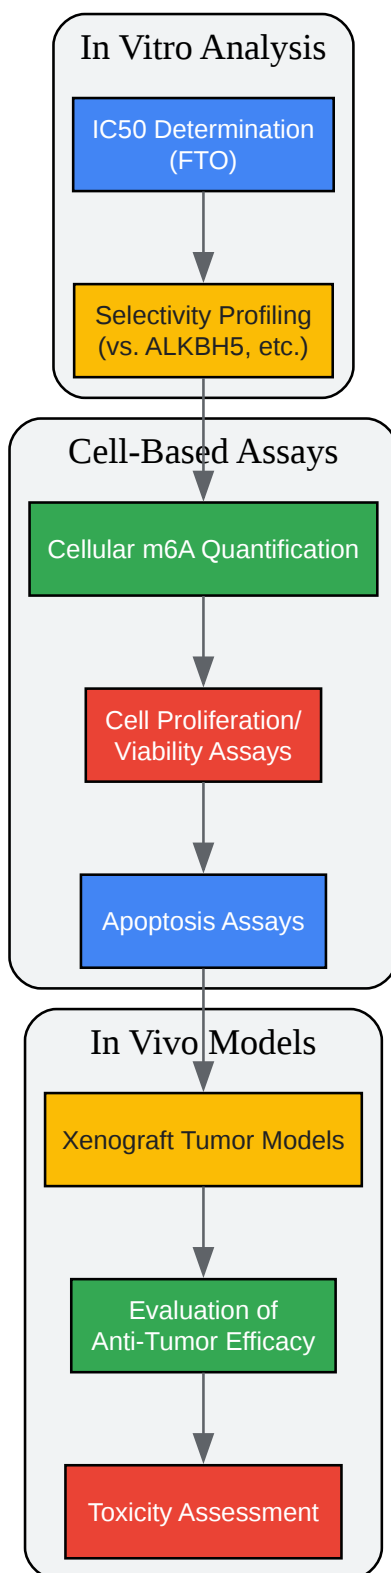 In Vitro Analysis
IC50 Determination
(FTO)
Selectivity Profiling
(vs. ALKBH5, etc.)
Cell-Based Assays
Cellular m6A Quantification
Cell Proliferation/
Viability Assays
Apoptosis Assays
In Vivo Models
Xenograft Tumor Models
Evaluation of
Anti-Tumor Efficacy
Toxicity Assessment